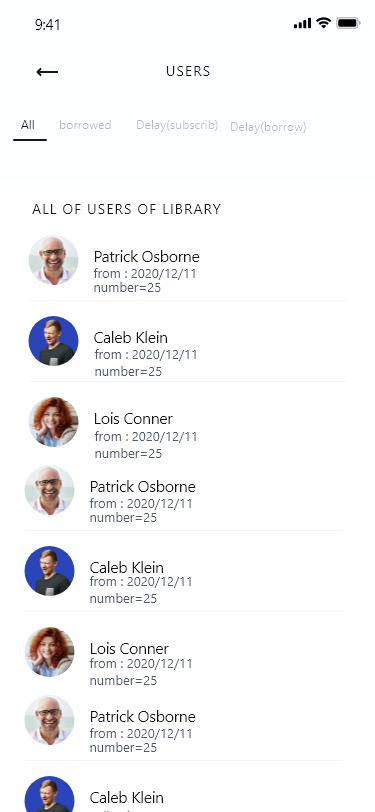 9:41
USERS
All borrowed Delay(subscrib) Delay(borrow)
ALL OF USERS OF LIBRARY
Patrick Osborne
from : 2020/12/11
number=25
Caleb Klein
from : 2020/12/11
number=25
Lois Conner
from : 2020/12/11
number=25
Patrick Osborne
from : 2020/12/11
number=25
Caleb Klein
from : 2020/12/11
number=25
Lois Conner
from : 2020/12/11
number=25
Patrick Osborne
from : 2020/12/11
number=25
Caleb Klein